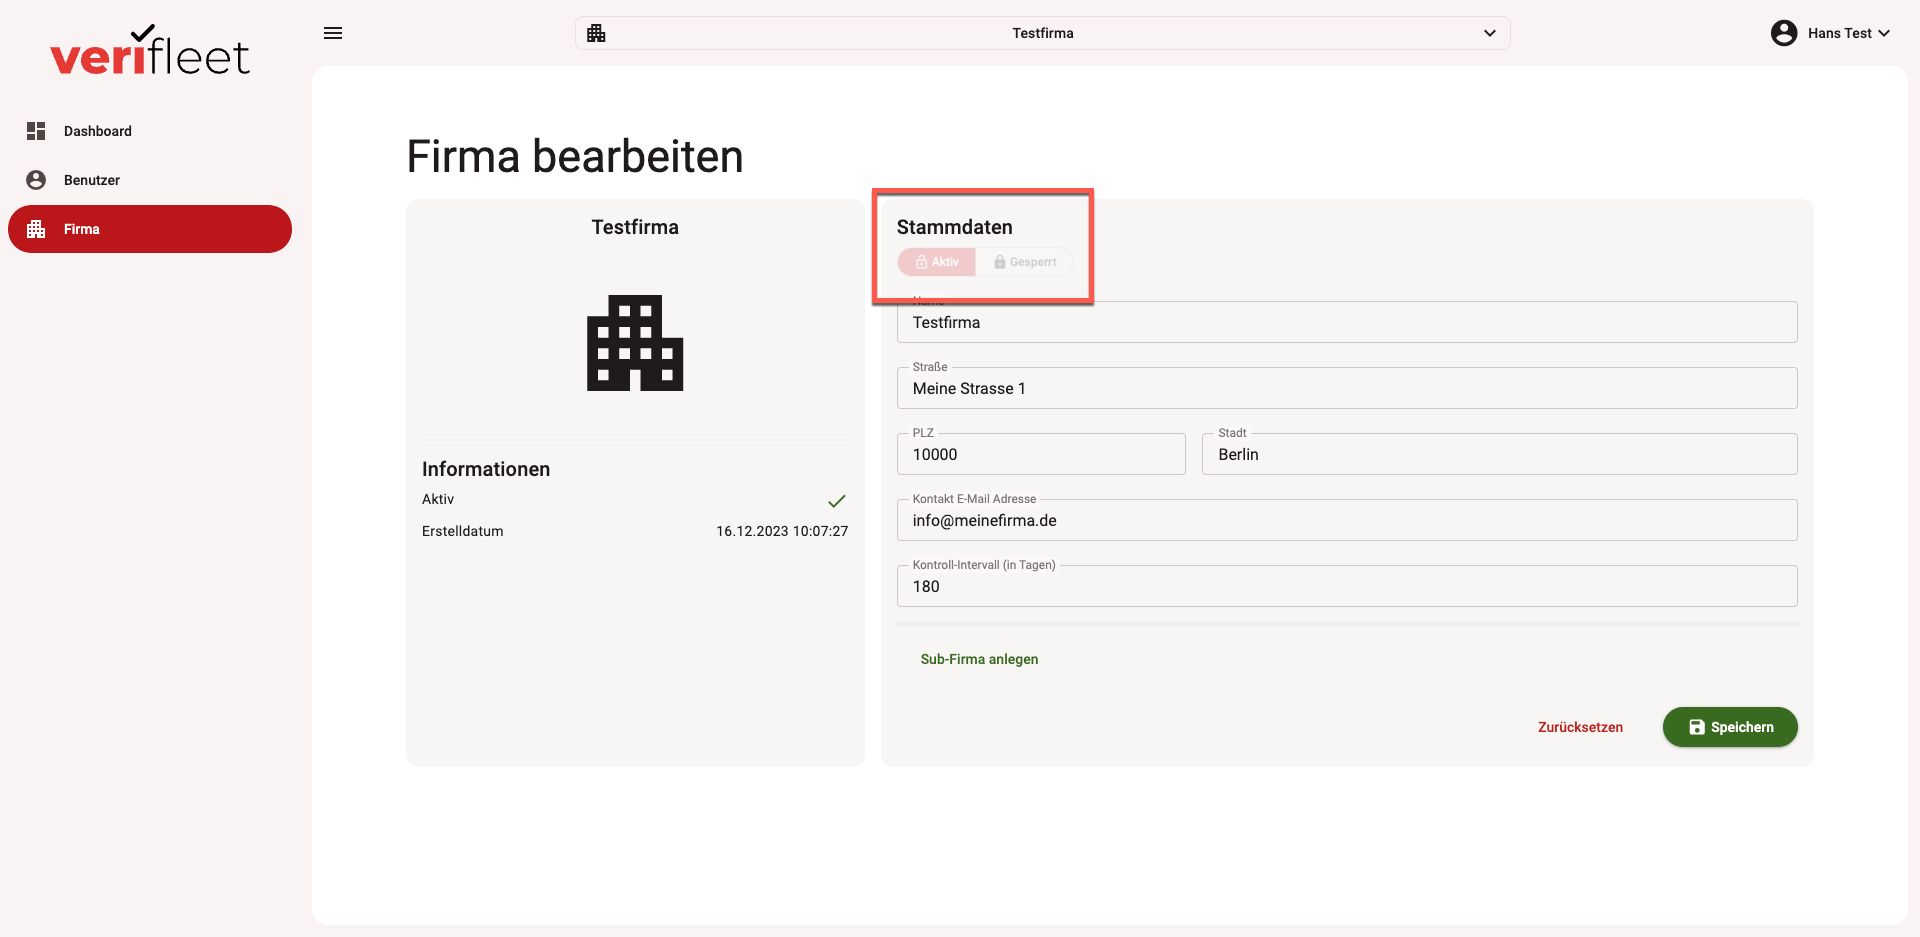 verifleet
Testfirma
Hans Test
Dashboard
Benutzer
Firma
Firma bearbeiten
Testfirma
Informationen
Aktiv
Erstelldatum 16.12.2023 10:07:27
Stammdaten
Aktiv Gesperrt
Name
Testfirma
Straße
Meine Strasse 1
PLZ
10000
Stadt
Berlin
Kontakt E-Mail Adresse
info@meinefirma.de
Kontroll-Intervall (in Tagen)
180
Sub-Firma anlegen
Zurücksetzen
Speichern